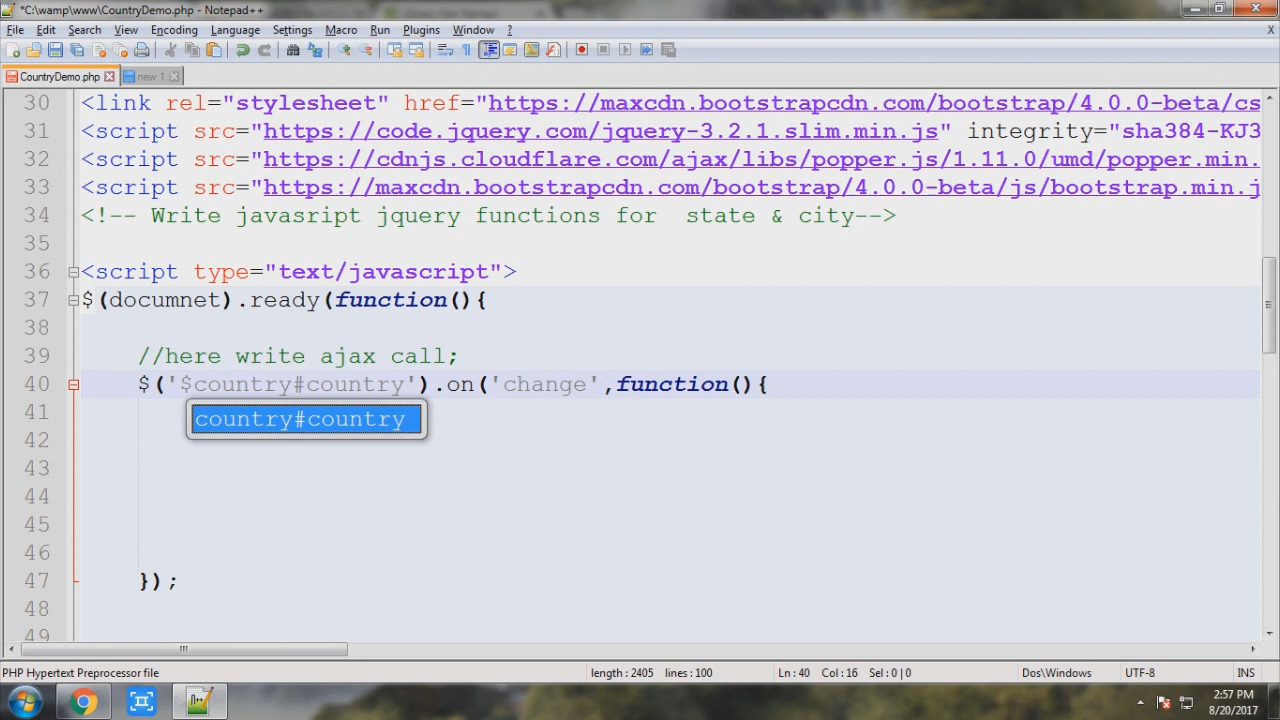 *C:\wamp\www\CountryDemo.php - Notepad++
File Edit Search View Encoding Language Settings Macro Run Plugins Window ? X
CountryDemo.php new 1
30 <link rel="stylesheet" href="https://maxcdn.bootstrapcdn.com/bootstrap/4.0.0-beta/cs
31 <script src="https://code.jquery.com/jquery-3.2.1.slim.min.js" integrity="sha384-KJ3
32 <script src="https://cdnjs.cloudflare.com/ajax/libs/popper.js/1.11.0/umd/popper.min.
33 <script src="https://maxcdn.bootstrapcdn.com/bootstrap/4.0.0-beta/js/bootstrap.min.j
34 <!-- Write javasript jquery functions for  state & city-->
35
36 <script type="text/javascript">
37 $(documnet).ready(function(){
38
39 //here write ajax call;
40 $('$country#country').on('change',function(){
41 country#country
42
43
44
45
46
47 });
48
49
PHP Hypertext Preprocessor file length : 2405 lines : 100 Ln : 40 Col : 16 Sel : 0 | 0 Dos\Windows UTF-8 INS
2:57 PM
8/20/2017